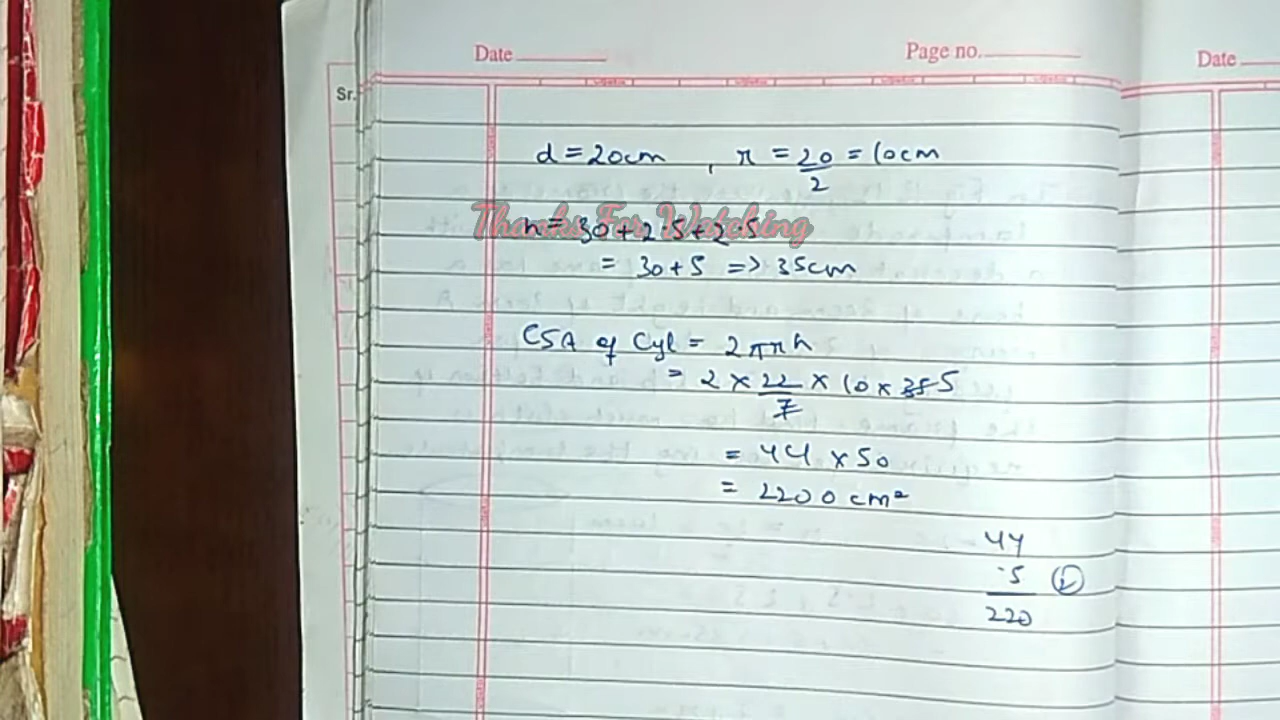 Date Page no. Date
Sr.
d = 20cm , r = 20/2 = 10cm
Thanks For Watching
h = 30 + 2.5 + 2.5
= 30 + 5 => 35cm
CSA of Cyl = 2πrh
= 2 × 22/7 × 10 × 35 5
= 44 × 50
= 2200 cm²
44
.5
220